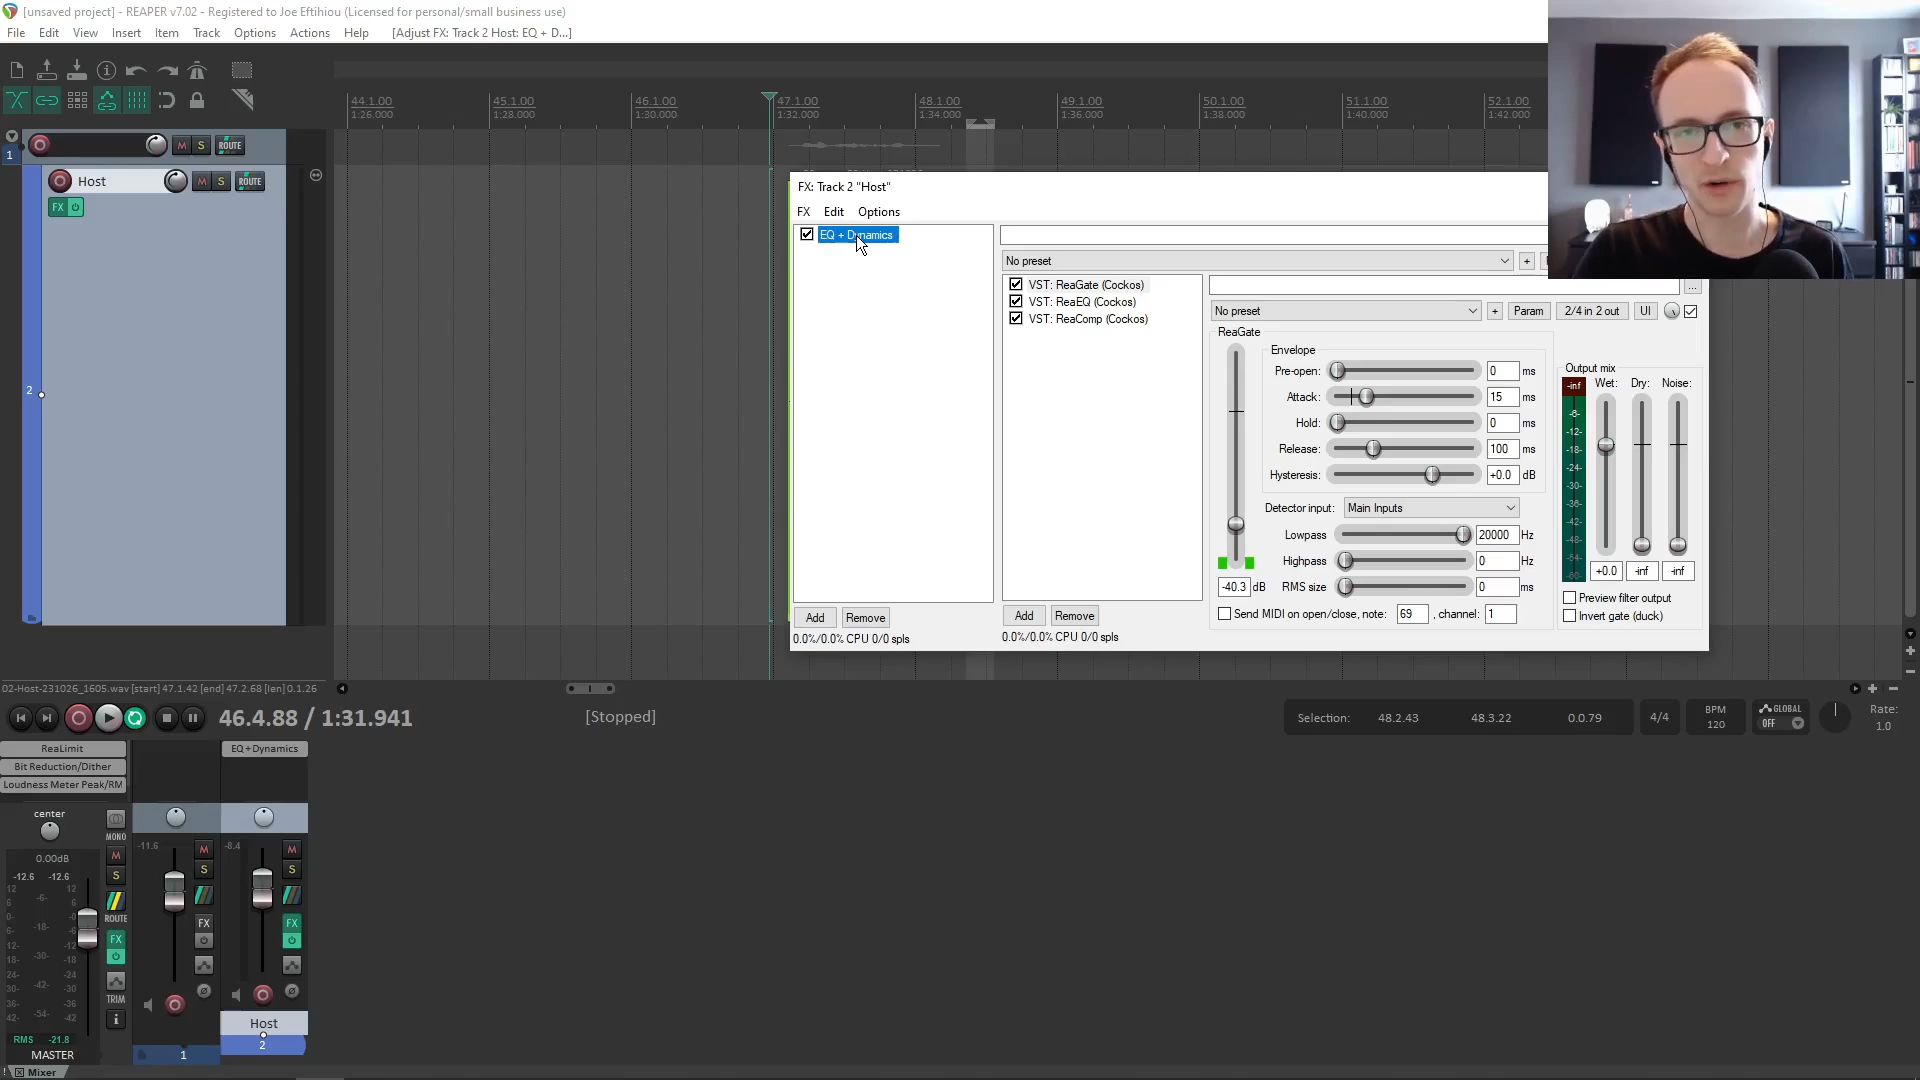 [unsaved project] - REAPER v7.02 - Registered to Joe Eftihiou (Licensed for personal/small business use)
File Edit View Insert Item Track Options Actions Help [Adjust FX: Track 2 Host: EQ + D...]
44.1.00 45.1.00 46.1.00 47.1.00 48.1.00 49.1.00 50.1.00 51.1.00 52.1.00
1:26.000 1:28.000 1:30.000 1:32.000 1:34.000 1:36.000 1:38.000 1:40.000 1:42.000
1 M S ROUTE
Host M S ROUTE
FX
2
FX: Track 2 "Host"
FX Edit Options
EQ + Dynamics
No preset +
VST: ReaGate (Cockos)
VST: ReaEQ (Cockos)
VST: ReaComp (Cockos)
...
No preset + Param 2/4 in 2 out UI
ReaGate
Envelope
Pre-open: 0 ms
Attack: 15 ms
Hold: 0 ms
Release: 100 ms
Hysteresis: +0.0 dB
Detector input: Main Inputs
Lowpass 20000 Hz
Highpass 0 Hz
-40.3 dB RMS size 0 ms
Send MIDI on open/close, note: 69 , channel: 1
Output mix
Wet: Dry: Noise:
-inf
-6-
-12-
-18-
-24-
-30-
-36-
-42-
-48-
-54-
-60-
+0.0 -inf -inf
Preview filter output
Invert gate (duck)
Add Remove
0.0%/0.0% CPU 0/0 spls
Add Remove
0.0%/0.0% CPU 0/0 spls
02-Host-231026_1605.wav [start] 47.1.42 [end] 47.2.68 [len] 0.1.26
46.4.88 / 1:31.941 [Stopped]
Selection: 48.2.43 48.3.22 0.0.79 4/4
BPM
120
GLOBAL
OFF
Rate:
1.0
ReaLimit
Bit Reduction/Dither
Loudness Meter Peak/RM
EQ+Dynamics
center
MONO
0.00dB
-12.6 -12.6
M
S
ROUTE
FX
TRIM
RMS -21.8
MASTER
-11.6
M
S
FX
1
-8.4
M
S
FX
Host
2
Mixer